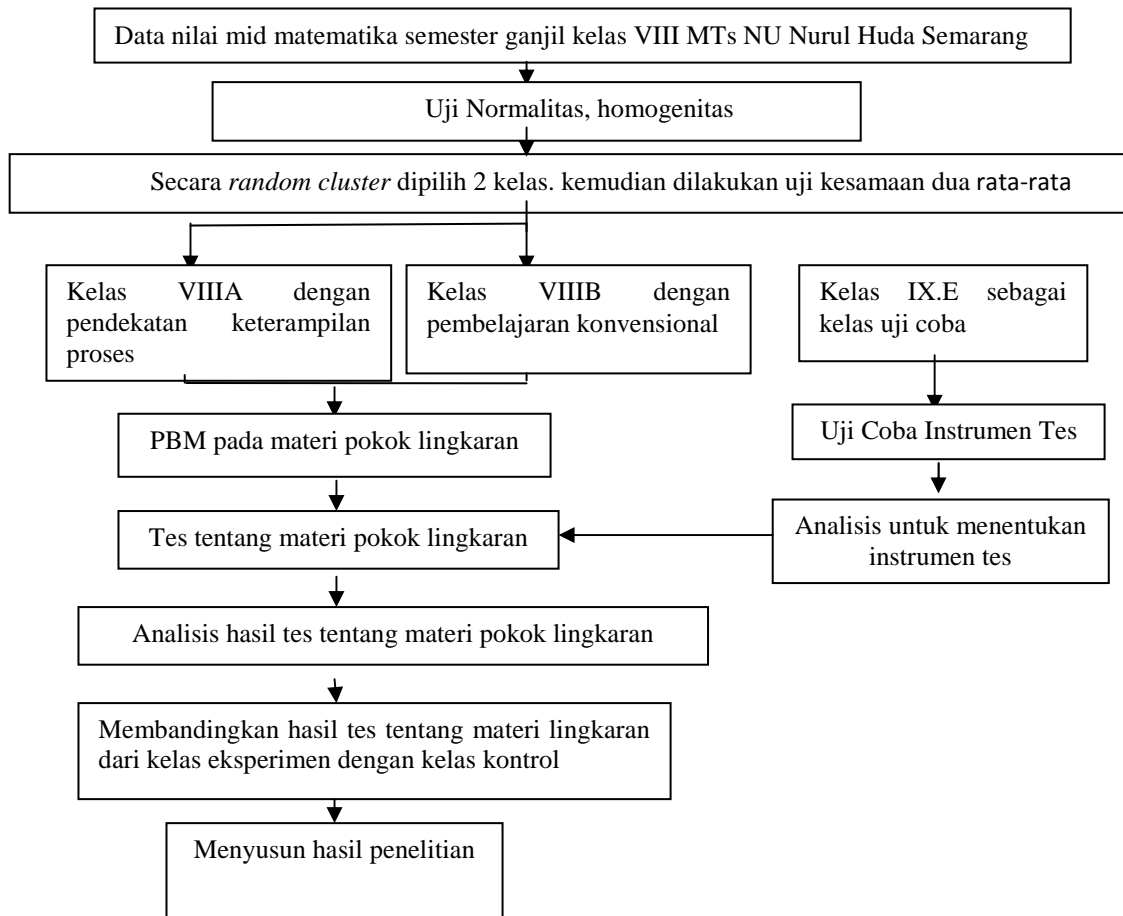 Data nilai mid matematika semester ganjil kelas VIII MTs NU Nurul Huda Semarang
Uji Normalitas, homogenitas
Secara random cluster dipilih 2 kelas. kemudian dilakukan uji kesamaan dua rata-rata
Kelas VIIIA dengan
pendekatan keterampilan
proses
Kelas VIIIB dengan
pembelajaran konvensional
Kelas IX.E sebagai
kelas uji coba
PBM pada materi pokok lingkaran
Uji Coba Instrumen Tes
Tes tentang materi pokok lingkaran
Analisis untuk menentukan
instrumen tes
Analisis hasil tes tentang materi pokok lingkaran
Membandingkan hasil tes tentang materi lingkaran
dari kelas eksperimen dengan kelas kontrol
Menyusun hasil penelitian